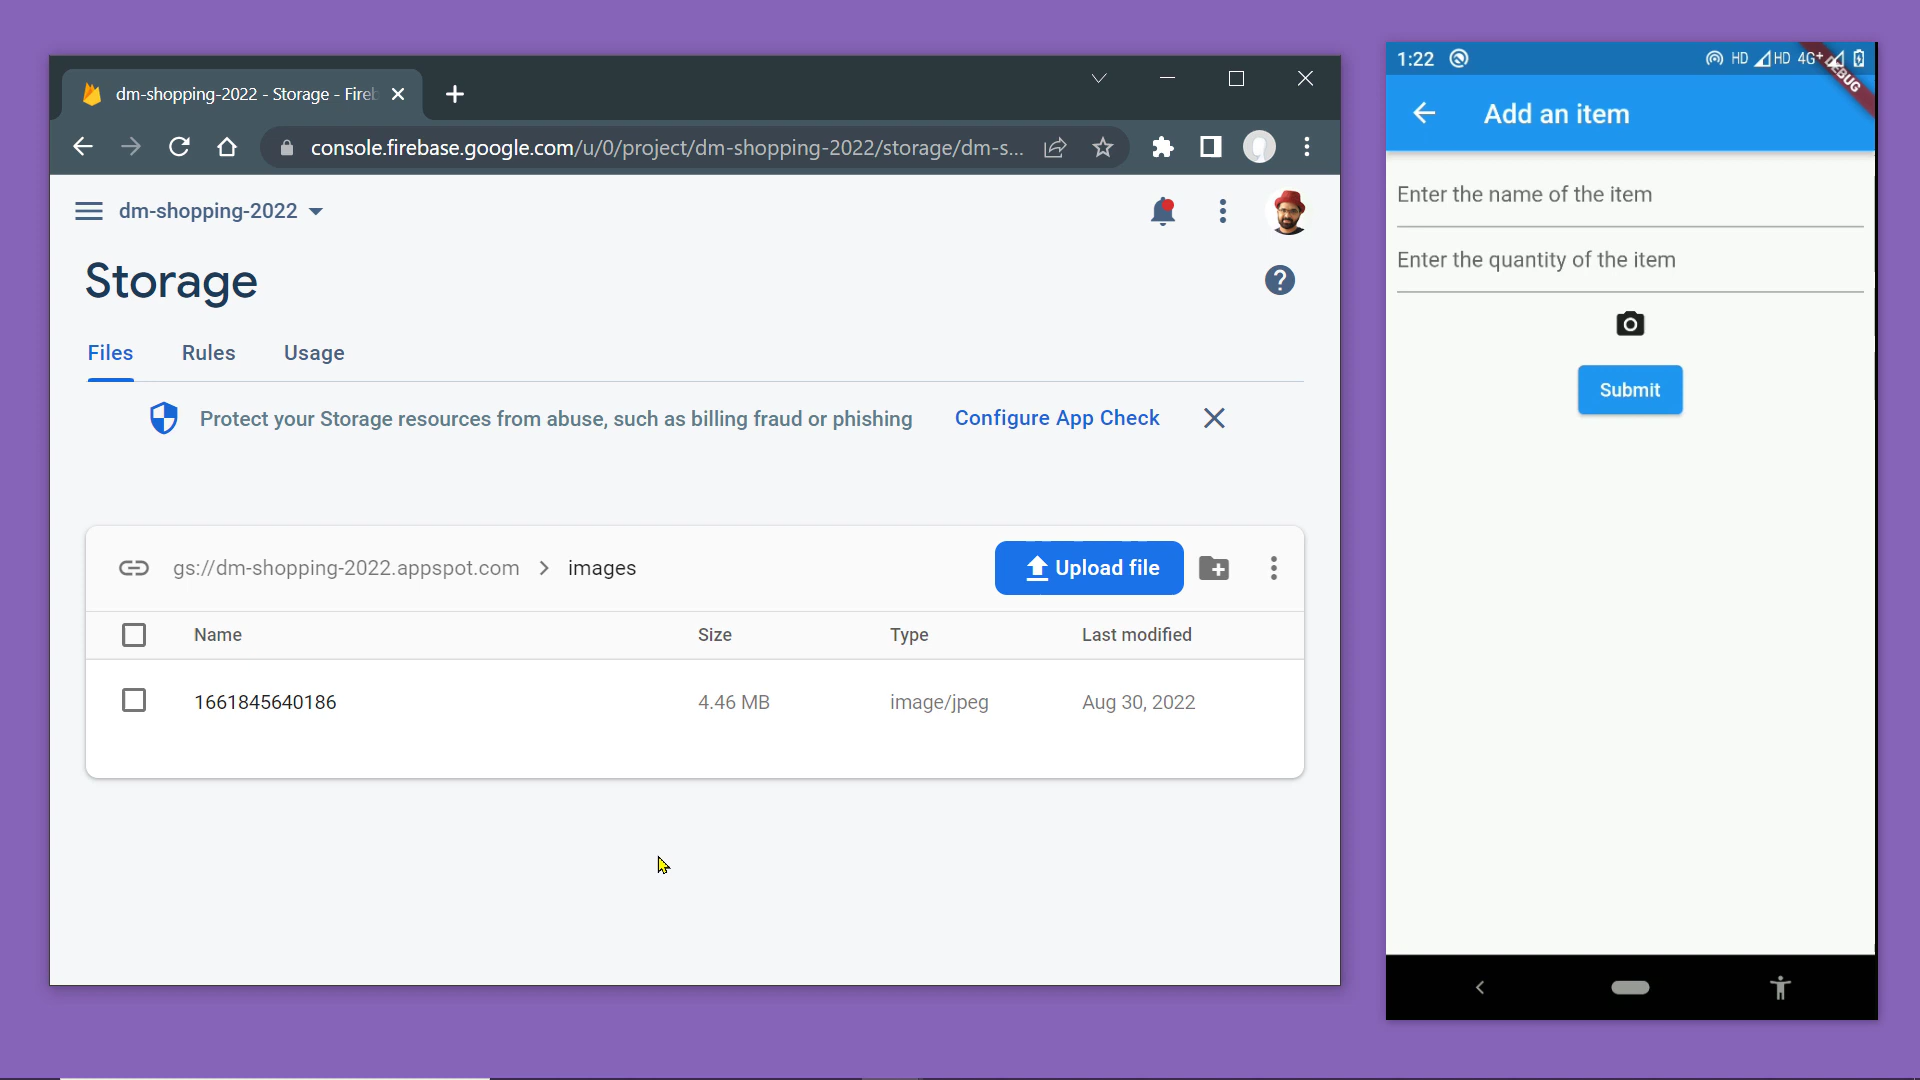 dm-shopping-2022 - Storage - Fireb
console.firebase.google.com/u/0/project/dm-shopping-2022/storage/dm-s...
dm-shopping-2022
Storage
Files Rules Usage
Protect your Storage resources from abuse, such as billing fraud or phishing Configure App Check
gs://dm-shopping-2022.appspot.com > images Upload file
Name Size Type Last modified
1661845640186 4.46 MB image/jpeg Aug 30, 2022
1:22 HD HD 4G+
DEBUG
Add an item
Enter the name of the item
Enter the quantity of the item
Submit